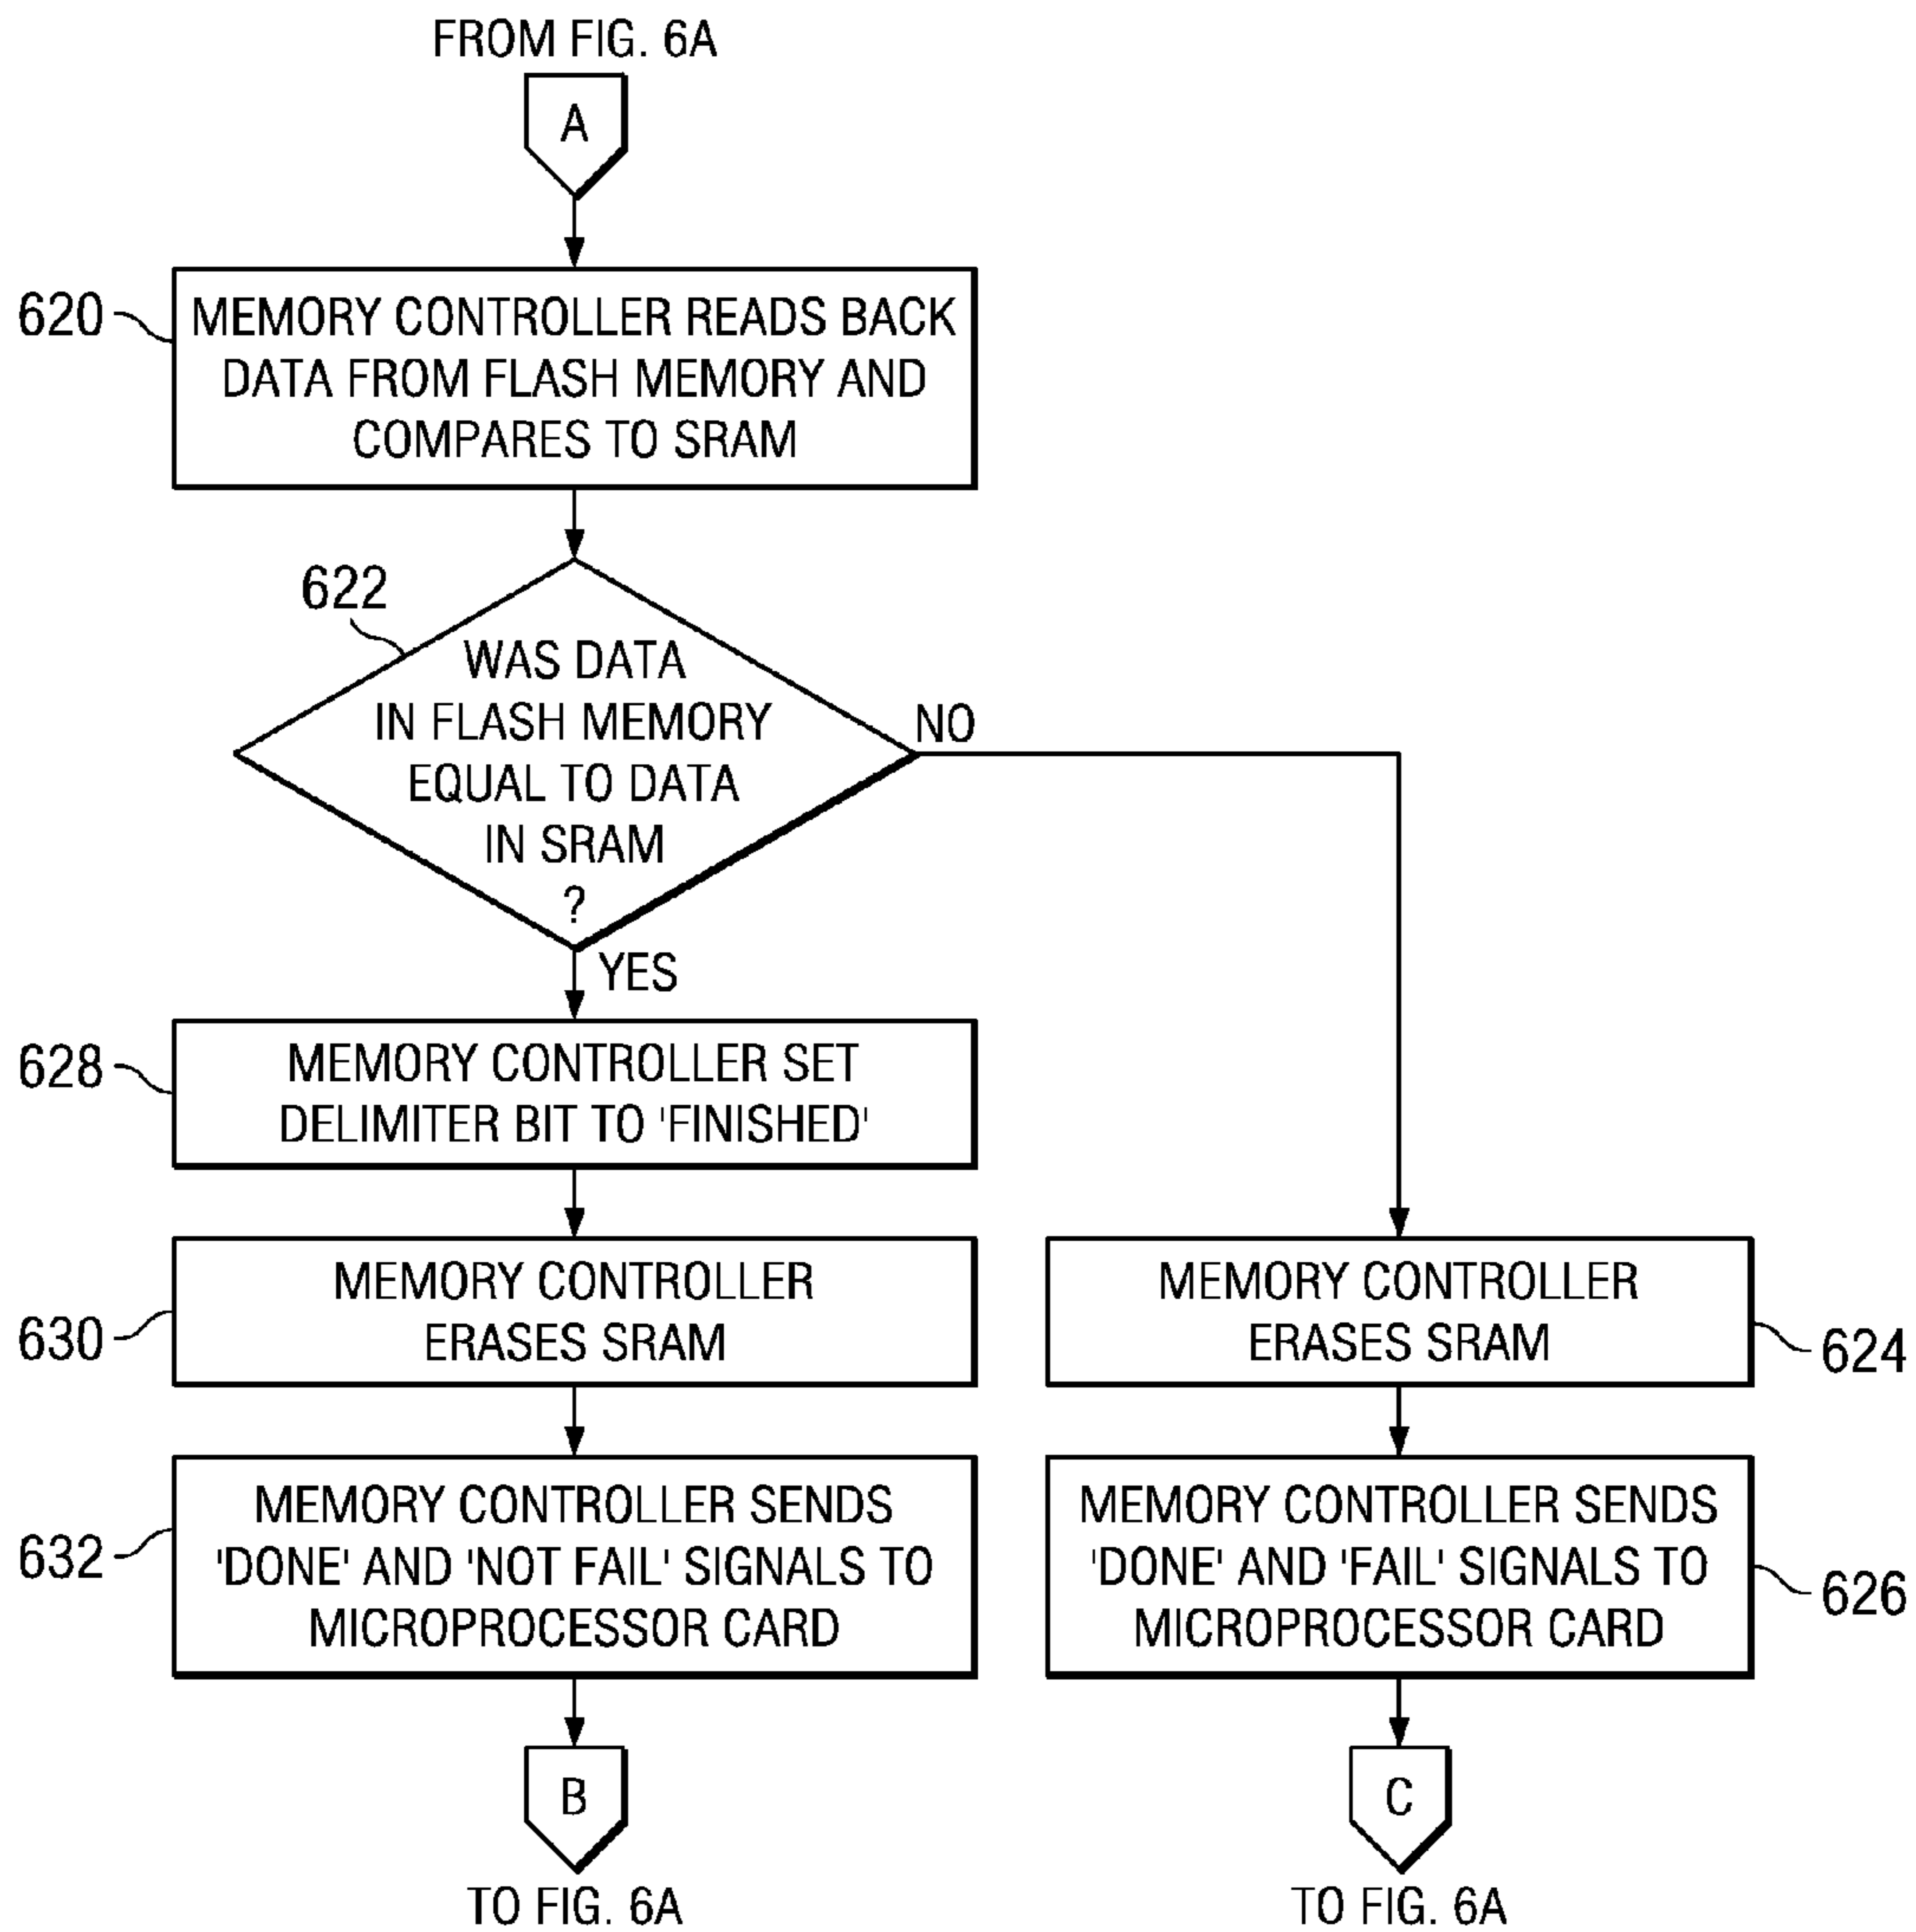 FROM FIG. 6A
A
620
MEMORY CONTROLLER READS BACK
DATA FROM FLASH MEMORY AND
COMPARES TO SRAM
622
WAS DATA
IN FLASH MEMORY
EQUAL TO DATA
IN SRAM
?
NO
YES
628
MEMORY CONTROLLER SET
DELIMITER BIT TO 'FINISHED'
630
MEMORY CONTROLLER
ERASES SRAM
MEMORY CONTROLLER
ERASES SRAM
624
632
MEMORY CONTROLLER SENDS
'DONE' AND 'NOT FAIL' SIGNALS TO
MICROPROCESSOR CARD
MEMORY CONTROLLER SENDS
'DONE' AND 'FAIL' SIGNALS TO
MICROPROCESSOR CARD
626
B
TO FIG. 6A
C
TO FIG. 6A